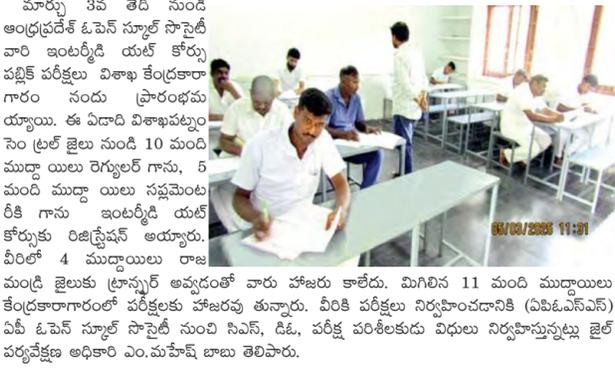 మార్చు 3వ తేదీ నుండి
ఆంధ్రప్రదేశ్ ఓపెన్ స్కూల్ సొసైటీ
వారి ఇంటర్మీడి యట్ కోర్సు
పబ్లిక్ పరీక్షలు విశాఖ కేంద్రకారా
గారం నందు ప్రారంభమ
య్యాయి. ఈ ఏడాది విశాఖపట్నం
సెం ట్రల్ జైలు నుండి 10 మంది
ముద్దా యిలు రెగ్యులర్ గాను, 5
మంది ముద్దా యిలు సప్లమెంట
రీకి గాను ఇంటర్మీడి యట్
కోర్సుకు రిజిస్ట్రేషన్ అయ్యారు.
వీరిలో 4 ముద్దాయిలు రాజ
మండ్రి జైలుకు ట్రాన్స్ఫర్ అవ్వడంతో వారు హాజరు కాలేదు. మిగిలిన 11 మంది ముద్దాయిలు
కేంద్రకారాగారంలో పరీక్షలకు హాజరవు తున్నారు. వీరికి పరీక్షలు నిర్వహించడానికి (ఏపిఓఎస్ఎస్)
ఏపీ ఓపెన్ స్కూల్ సొసైటీ నుంచి సిఎస్, డిఓ, పరీక్ష పరిశీలకుడు విధులు నిర్వహిస్తున్నట్లు జైల్
పర్యవేక్షణ అధికారి ఎం.మహేష్ బాబు తెలిపారు.
05/03/2025 11:31